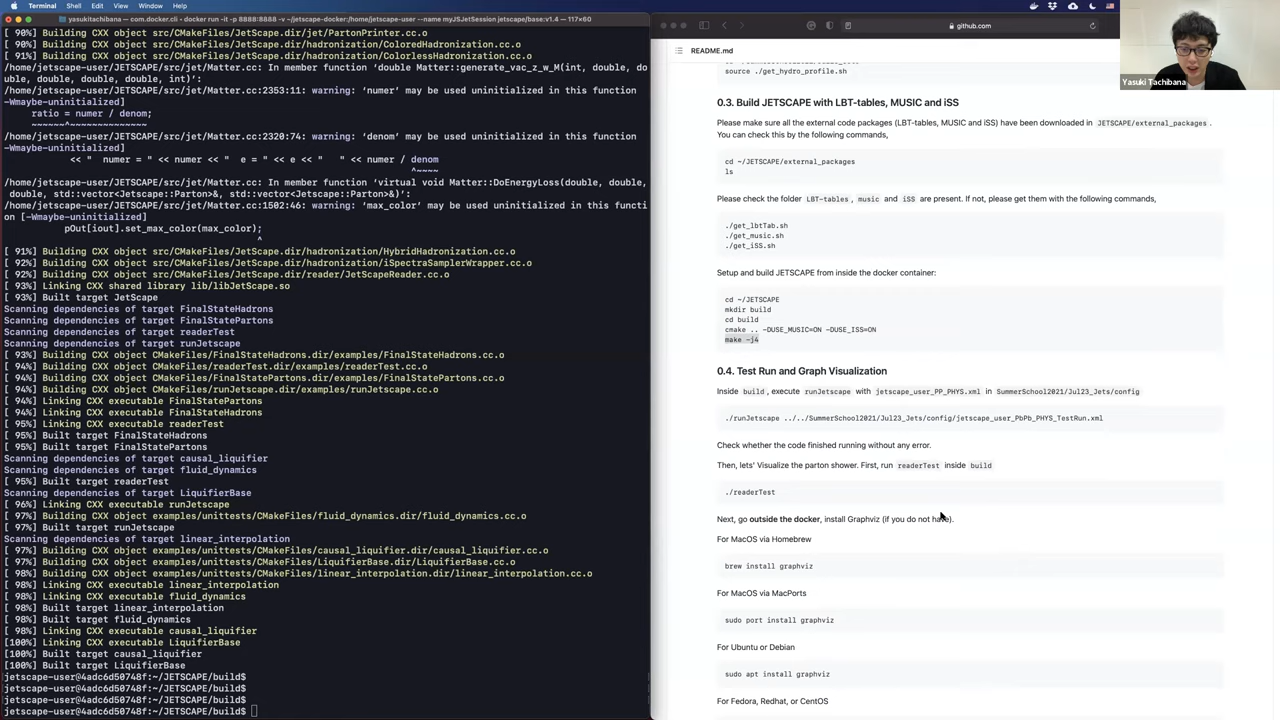 Terminal Shell Edit View Window Help
yasukitachibana — com.docker.cli ‹ docker run -it -p 8888:8888 -v ~/jetscape-docker:/home/jetscape-user --name myJSJetSession jetscape/base:v1.4 — 117×60
[ 90%] Building CXX object src/CMakeFiles/JetScape.dir/jet/PartonPrinter.cc.o
[ 90%] Building CXX object src/CMakeFiles/JetScape.dir/hadronization/ColoredHadronization.cc.o
[ 91%] Building CXX object src/CMakeFiles/JetScape.dir/hadronization/ColorlessHadronization.cc.o
/home/jetscape-user/JETSCAPE/src/jet/Matter.cc: In member function 'double Matter::generate_vac_z_w_M(int, double, do
uble, double, double, double, int)':
/home/jetscape-user/JETSCAPE/src/jet/Matter.cc:2353:11: warning: 'numer' may be used uninitialized in this function
[-Wmaybe-uninitialized]
ratio = numer / denom;
~~~~~~^~~~~~~~~~~~~~~
/home/jetscape-user/JETSCAPE/src/jet/Matter.cc:2320:74: warning: 'denom' may be used uninitialized in this function
[-Wmaybe-uninitialized]
<< " numer = " << numer << " e = " << e << " " << numer / denom
^~~~~
/home/jetscape-user/JETSCAPE/src/jet/Matter.cc: In member function 'virtual void Matter::DoEnergyLoss(double, double,
double, std::vector<Jetscape::Parton>&, std::vector<Jetscape::Parton>&)':
/home/jetscape-user/JETSCAPE/src/jet/Matter.cc:1502:46: warning: 'max_color' may be used uninitialized in this functi
on [-Wmaybe-uninitialized]
pOut[iout].set_max_color(max_color);
^
[ 91%] Building CXX object src/CMakeFiles/JetScape.dir/hadronization/HybridHadronization.cc.o
[ 92%] Building CXX object src/CMakeFiles/JetScape.dir/hadronization/iSpectraSamplerWrapper.cc.o
[ 92%] Building CXX object src/CMakeFiles/JetScape.dir/reader/JetScapeReader.cc.o
[ 93%] Linking CXX shared library lib/libJetScape.so
[ 93%] Built target JetScape
Scanning dependencies of target FinalStateHadrons
Scanning dependencies of target FinalStatePartons
Scanning dependencies of target readerTest
Scanning dependencies of target runJetscape
[ 93%] Building CXX object CMakeFiles/FinalStateHadrons.dir/examples/FinalStateHadrons.cc.o
[ 94%] Building CXX object CMakeFiles/readerTest.dir/examples/readerTest.cc.o
[ 94%] Building CXX object CMakeFiles/FinalStatePartons.dir/examples/FinalStatePartons.cc.o
[ 94%] Building CXX object CMakeFiles/runJetscape.dir/examples/runJetscape.cc.o
[ 94%] Linking CXX executable FinalStatePartons
[ 94%] Linking CXX executable FinalStateHadrons
[ 95%] Linking CXX executable readerTest
[ 95%] Built target FinalStateHadrons
[ 95%] Built target FinalStatePartons
Scanning dependencies of target causal_liquifier
Scanning dependencies of target fluid_dynamics
[ 95%] Built target readerTest
Scanning dependencies of target LiquifierBase
[ 96%] Linking CXX executable runJetscape
[ 97%] Building CXX object examples/unittests/CMakeFiles/fluid_dynamics.dir/fluid_dynamics.cc.o
[ 97%] Built target runJetscape
Scanning dependencies of target linear_interpolation
[ 97%] Building CXX object examples/unittests/CMakeFiles/causal_liquifier.dir/causal_liquifier.cc.o
[ 97%] Building CXX object examples/unittests/CMakeFiles/LiquifierBase.dir/LiquifierBase.cc.o
[ 98%] Building CXX object examples/unittests/CMakeFiles/linear_interpolation.dir/linear_interpolation.cc.o
[ 98%] Linking CXX executable linear_interpolation
[ 98%] Linking CXX executable fluid_dynamics
[ 98%] Built target linear_interpolation
[ 98%] Built target fluid_dynamics
[ 98%] Linking CXX executable causal_liquifier
[100%] Linking CXX executable LiquifierBase
[100%] Built target causal_liquifier
[100%] Built target LiquifierBase
jetscape-user@4adc6d50748f:~/JETSCAPE/build$
jetscape-user@4adc6d50748f:~/JETSCAPE/build$
jetscape-user@4adc6d50748f:~/JETSCAPE/build$
jetscape-user@4adc6d50748f:~/JETSCAPE/build$
github.com
README.md
source ./get_hydro_profile.sh
0.3. Build JETSCAPE with LBT-tables, MUSIC and iSS
Please make sure all the external code packages (LBT-tables, MUSIC and iSS) have been downloaded in JETSCAPE/external_packages .
You can check this by the following commands,
cd ~/JETSCAPE/external_packages
ls
Please check the folder LBT-tables , music and iSS are present. If not, please get them with the following commands,
./get_lbtTab.sh
./get_music.sh
./get_iSS.sh
Setup and build JETSCAPE from inside the docker container:
cd ~/JETSCAPE
mkdir build
cd build
cmake .. -DUSE_MUSIC=ON -DUSE_ISS=ON
make -j4
0.4. Test Run and Graph Visualization
Inside build , execute runJetscape with jetscape_user_PP_PHYS.xml in SummerSchool2021/Jul23_Jets/config
./runJetscape ../../SummerSchool2021/Jul23_Jets/config/jetscape_user_PbPb_PHYS_TestRun.xml
Check whether the code finished running without any error.
Then, lets' Visualize the parton shower. First, run readerTest inside build
./readerTest
Next, go outside the docker, install Graphviz (if you do not have).
For MacOS via Homebrew
brew install graphviz
For MacOS via MacPorts
sudo port install graphviz
For Ubuntu or Debian
sudo apt install graphviz
For Fedora, Redhat, or CentOS
Yasuki Tachibana